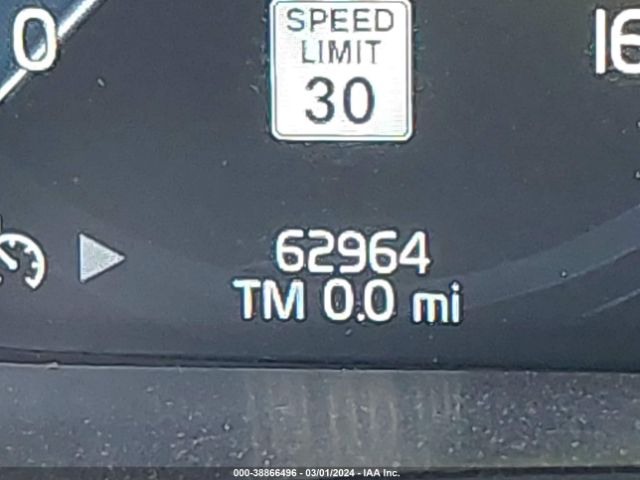 0
SPEED
LIMIT
30
62964
TM 0.0 mi
000-38866496 - 03/01/2024 - IAA Inc.